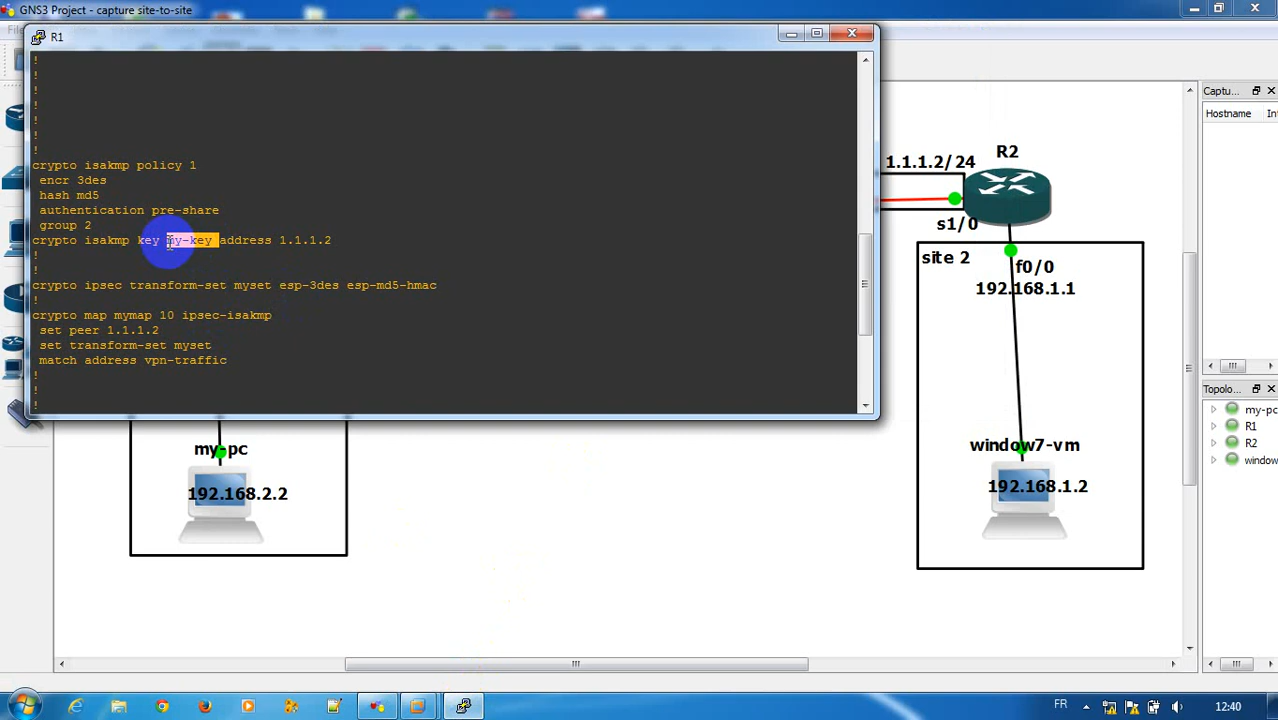 GNS3 Project - capture site-to-site
R1
!
!
!
!
!
!
!
crypto isakmp policy 1
encr 3des
hash md5
authentication pre-share
group 2
crypto isakmp key my-key address 1.1.1.2
!
!
crypto ipsec transform-set myset esp-3des esp-md5-hmac
!
crypto map mymap 10 ipsec-isakmp
set peer 1.1.1.2
set transform-set myset
match address vpn-traffic
!
!
!
1.1.1.2/24
R2
s1/0
site 2
f0/0
192.168.1.1
my-pc
192.168.2.2
window7-vm
192.168.1.2
Captu...
Hostname
Int
Topolo...
my-pc
R1
R2
window
FR
12:40